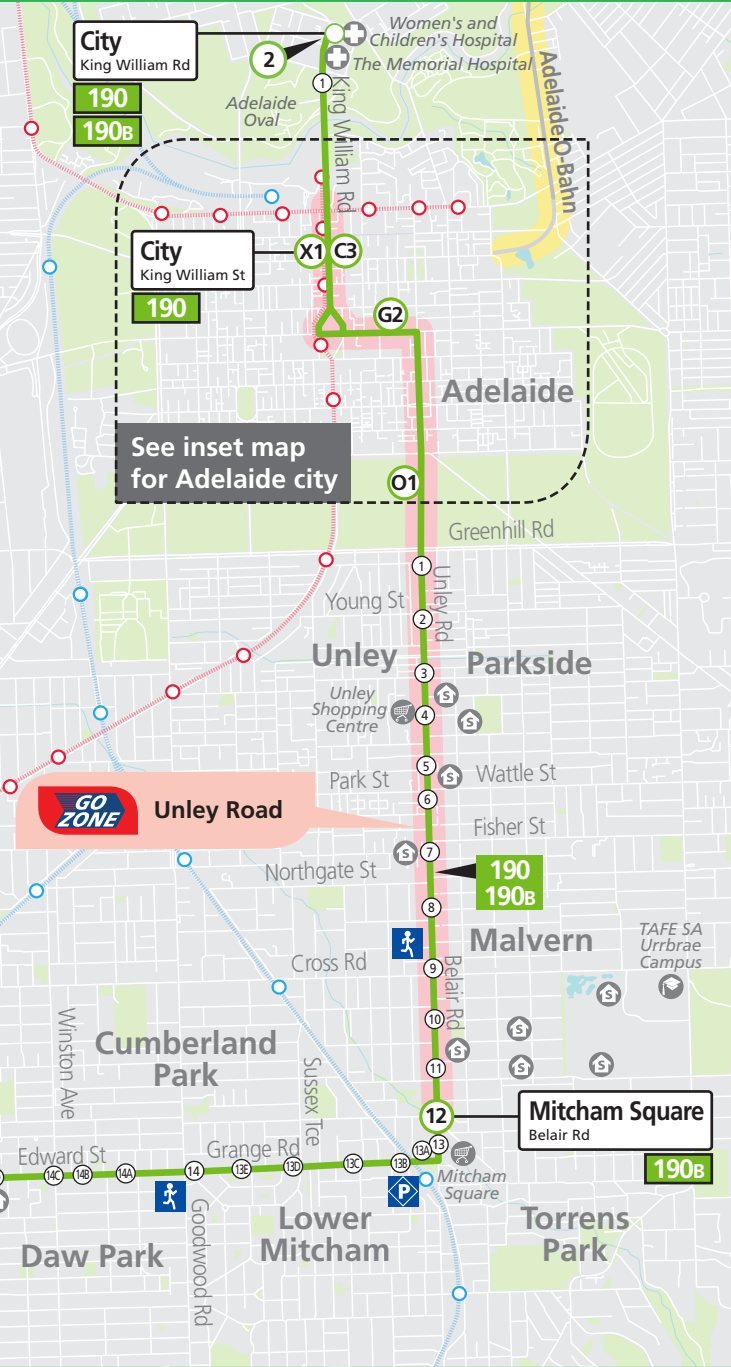 City
King William Rd
190
190B
2
Women's and
Children's Hospital
The Memorial Hospital
1
King William Rd
Adelaide
Oval
Adelaide O-Bahn
City
King William St
190
X1
C3
G2
Adelaide
See inset map
for Adelaide city
O1
Greenhill Rd
1
Unley Rd
Young St
2
Unley
Parkside
3
S
Unley
Shopping
Centre
4
S
5
S
Park St
Wattle St
6
GO
ZONE
Unley Road
Fisher St
S
7
Northgate St
190
190B
8
Malvern
TAFE SA
Urrbrae
Campus
Cross Rd
9
Belair Rd
S
10
S
Winston Ave
Cumberland
Park
Sussex Tce
S
11
S
S
12
Mitcham Square
Belair Rd
190B
13
13A
Mitcham
Square
Edward St
Grange Rd
14C
14B
14A
14
13E
13D
13C
13B
P
Goodwood Rd
Daw Park
Lower
Mitcham
Torrens
Park